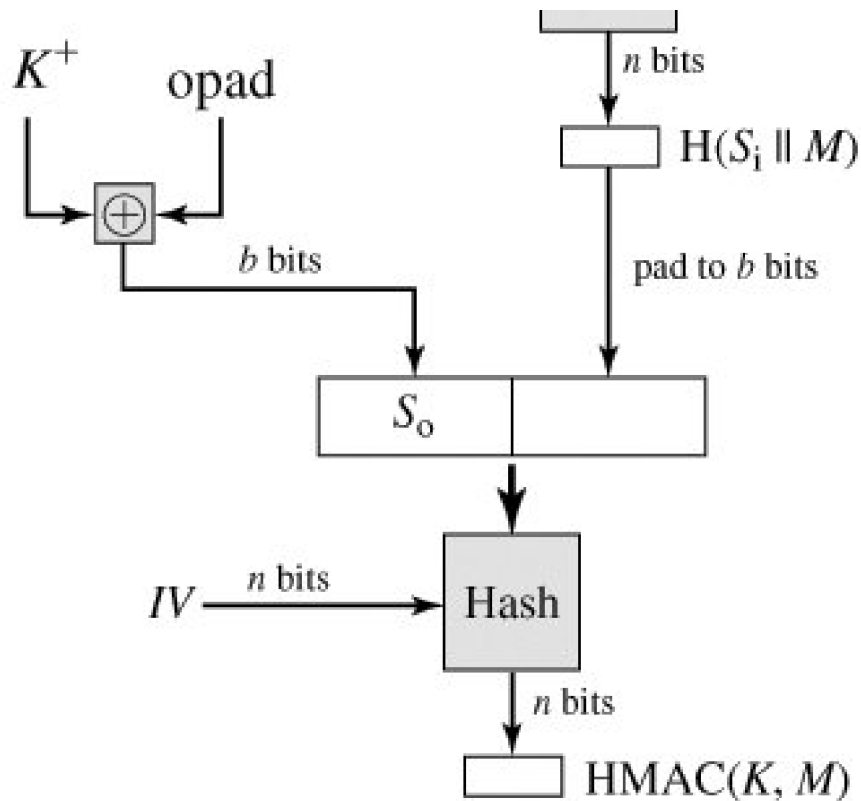 n bits
K+ opad
H(Si || M)
b bits
pad to b bits
So
n bits
IV
Hash
n bits
HMAC(K, M)